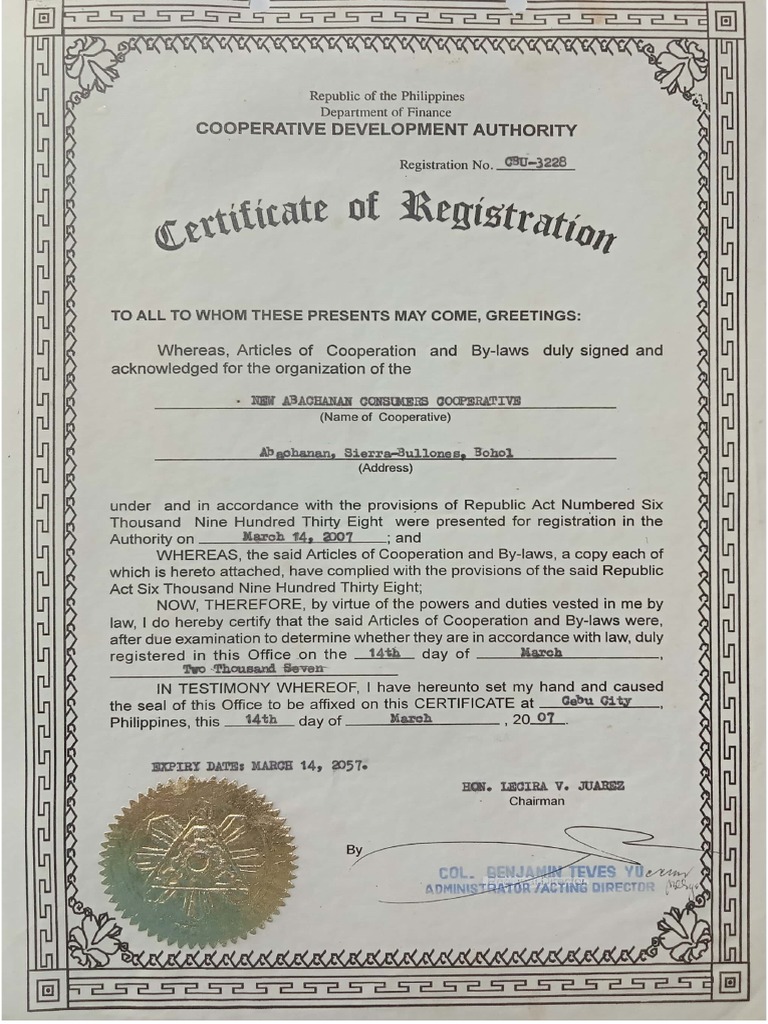 Republic of the Philippines
Department of Finance
COOPERATIVE DEVELOPMENT AUTHORITY
Registration No. CBU-3228
Certificate of Registration
TO ALL TO WHOM THESE PRESENTS MAY COME, GREETINGS:
Whereas, Articles of Cooperation and By-laws duly signed and
acknowledged for the organization of the
NEW ABACHANAN CONSUMERS COOPERATIVE
(Name of Cooperative)
Abachanan, Sierra-Bullones, Bohol
(Address)
under and in accordance with the provisions of Republic Act Numbered Six
Thousand Nine Hundred Thirty Eight were presented for registration in the
Authority on March 14, 2007; and
WHEREAS, the said Articles of Cooperation and By-laws, a copy each of
which is hereto attached, have complied with the provisions of the said Republic
Act Six Thousand Nine Hundred Thirty Eight;
NOW, THEREFORE, by virtue of the powers and duties vested in me by
law, I do hereby certify that the said Articles of Cooperation and By-laws were,
after due examination to determine whether they are in accordance with law, duly
registered in this Office on the 14th day of March,
Two Thousand Seven
IN TESTIMONY WHEREOF, I have hereunto set my hand and caused
the seal of this Office to be affixed on this CERTIFICATE at Cebu City,
Philippines, this 14th day of March, 2007.
EXPIRY DATE: MARCH 14, 2057.
HON. LECIRA V. JUAREZ
Chairman
By
COL. BENJAMIN TEVES YU
ADMINISTRATOR/ACTING DIRECTOR